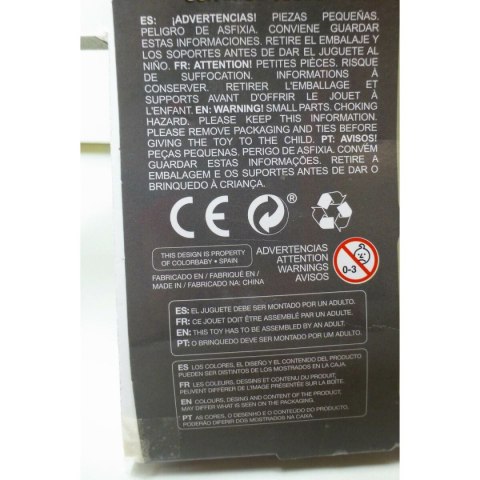 ES: ¡ADVERTENCIAS! PIEZAS PEQUEÑAS.
PELIGRO DE ASFIXIA. CONVIENE GUARDAR
ESTAS INFORMACIONES. RETIRE EL EMBALAJE Y
LOS SOPORTES ANTES DE DAR EL JUGUETE AL
NIÑO. FR: ATTENTION! PETITES PIÈCES. RISQUE
DE SUFFOCATION. INFORMATIONS À
CONSERVER. RETIRER L'EMBALLAGE ET
SUPPORTS AVANT D'OFFRIR LE JOUET À
L'ENFANT. EN: WARNING! SMALL PARTS. CHOKING
HAZARD. PLEASE KEEP THIS INFORMATION.
PLEASE REMOVE PACKAGING AND TIES BEFORE
GIVING THE TOY TO THE CHILD. PT: AVISOS!
PEÇAS PEQUENAS. PERIGO DE ASFIXIA. CONVÉM
GUARDAR ESTAS INFORMAÇÕES. RETIRE A
EMBALAGEM E OS SUPORTES ANTES DE DAR O
BRINQUEDO À CRIANÇA.
CE ®
THIS DESIGN IS PROPERTY
OF COLORBABY • SPAIN
FABRICADO EN / FABRIQUÉ EN /
MADE IN / FABRICADO NA: CHINA
ADVERTENCIAS
ATTENTION
WARNINGS
AVISOS
0-3
ES: EL JUGUETE DEBE SER MONTADO POR UN ADULTO.
FR: CE JOUET DOIT ÊTRE ASSEMBLÉ PAR UN ADULTE.
EN: THIS TOY HAS TO BE ASSEMBLED BY AN ADULT.
PT: O BRINQUEDO DEVE SER MONTADO POR UM ADULTO.
ES LOS COLORES, EL DISEÑO Y EL CONTENIDO DEL PRODUCTO
PUEDEN SER DISTINTOS DE LOS MOSTRADOS EN LA CAJA.
FR LES COULEURS, DESSINS ET CONTENU DU PRODUIT,
PEUVENT DIFFÉRER DE L'IMAGE PRÉSENTÉE SUR LA BOÎTE.
EN COLOURS, DESING AND CONTENT OF THE PRODUCT
MAY DIFFER WHAT IS SEEN ON THE PACKAGING.
PT AS CORES, O DESENHO E O CONTEÚDO DO PRODUCTO,
PODERÃO DIFERIR DOS MOSTRADOS NA CAIXA.